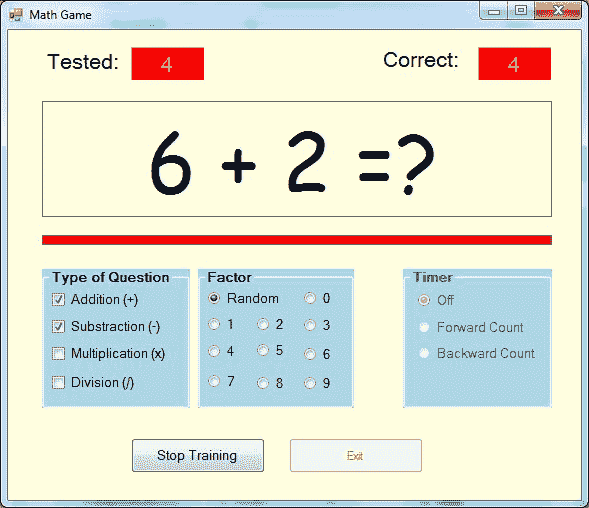 Math Game
Tested: 4 Correct: 4
6 + 2 =?
Type of Question Factor Timer
Addition (+) Random 0 Off
Substraction (-) 1 2 3 Forward Count
Multiplication (x) 4 5 6 Backward Count
Division (/) 7 8 9
Stop Training Exit